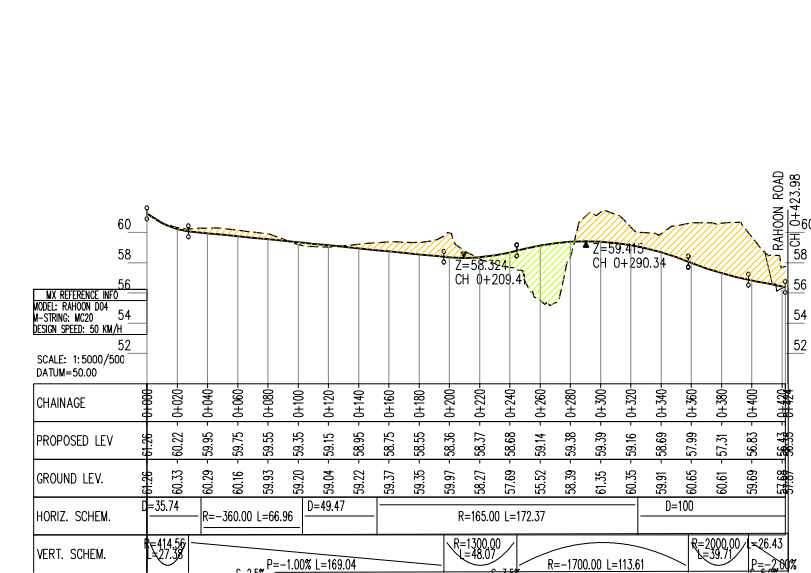 RAHOON ROAD
CH 0+423.98
60
58
56
54
52
60
58
56
54
52
Z=58.324
CH 0+209.41
Z=59.415
CH 0+290.34
MX REFERENCE INFO
MODEL: RAHOON D04
M-STRING: MC20
DESIGN SPEED: 50 KM/H
SCALE: 1:5000/500
DATUM=50.00
CHAINAGE 0+000 0+020 0+040 0+060 0+080 0+100 0+120 0+140 0+160 0+180 0+200 0+220 0+240 0+260 0+280 0+300 0+320 0+340 0+360 0+380 0+400 0+420 0+424
PROPOSED LEV 61.26 60.22 59.95 59.75 59.55 59.35 59.15 58.95 58.75 58.55 58.36 58.37 58.68 59.14 59.38 59.39 59.16 58.69 57.99 57.31 56.83 56.43
GROUND LEV. 61.26 60.33 60.29 60.16 59.93 59.20 59.04 59.22 59.37 59.35 59.97 58.27 57.69 55.52 58.39 61.35 60.35 59.91 60.65 60.61 59.69 57.68
HORIZ. SCHEM. D=35.74 R=-360.00 L=66.96 D=49.47 R=165.00 L=172.37 D=100
VERT. SCHEM. R=414.56 L=27.38 P=-1.00% L=169.04 R=1300.00 L=48.07 R=-1700.00 L=113.61 R=2000.00 L=39.71 L=26.43 P=-2.00%